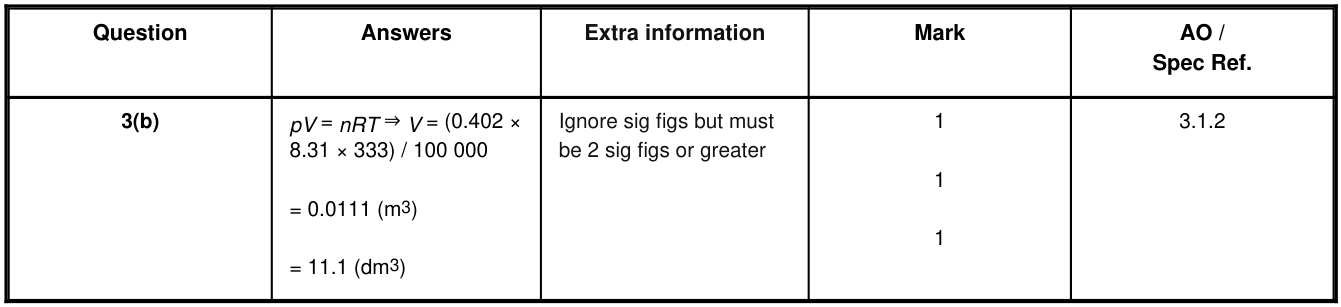 Question Answers Extra information Mark AO /
Spec Ref.
3(b) pV = nRT ⇒ V = (0.402 × Ignore sig figs but must 1 3.1.2
8.31 × 333) / 100 000 be 2 sig figs or greater
1
= 0.0111 (m3)
1
= 11.1 (dm3)